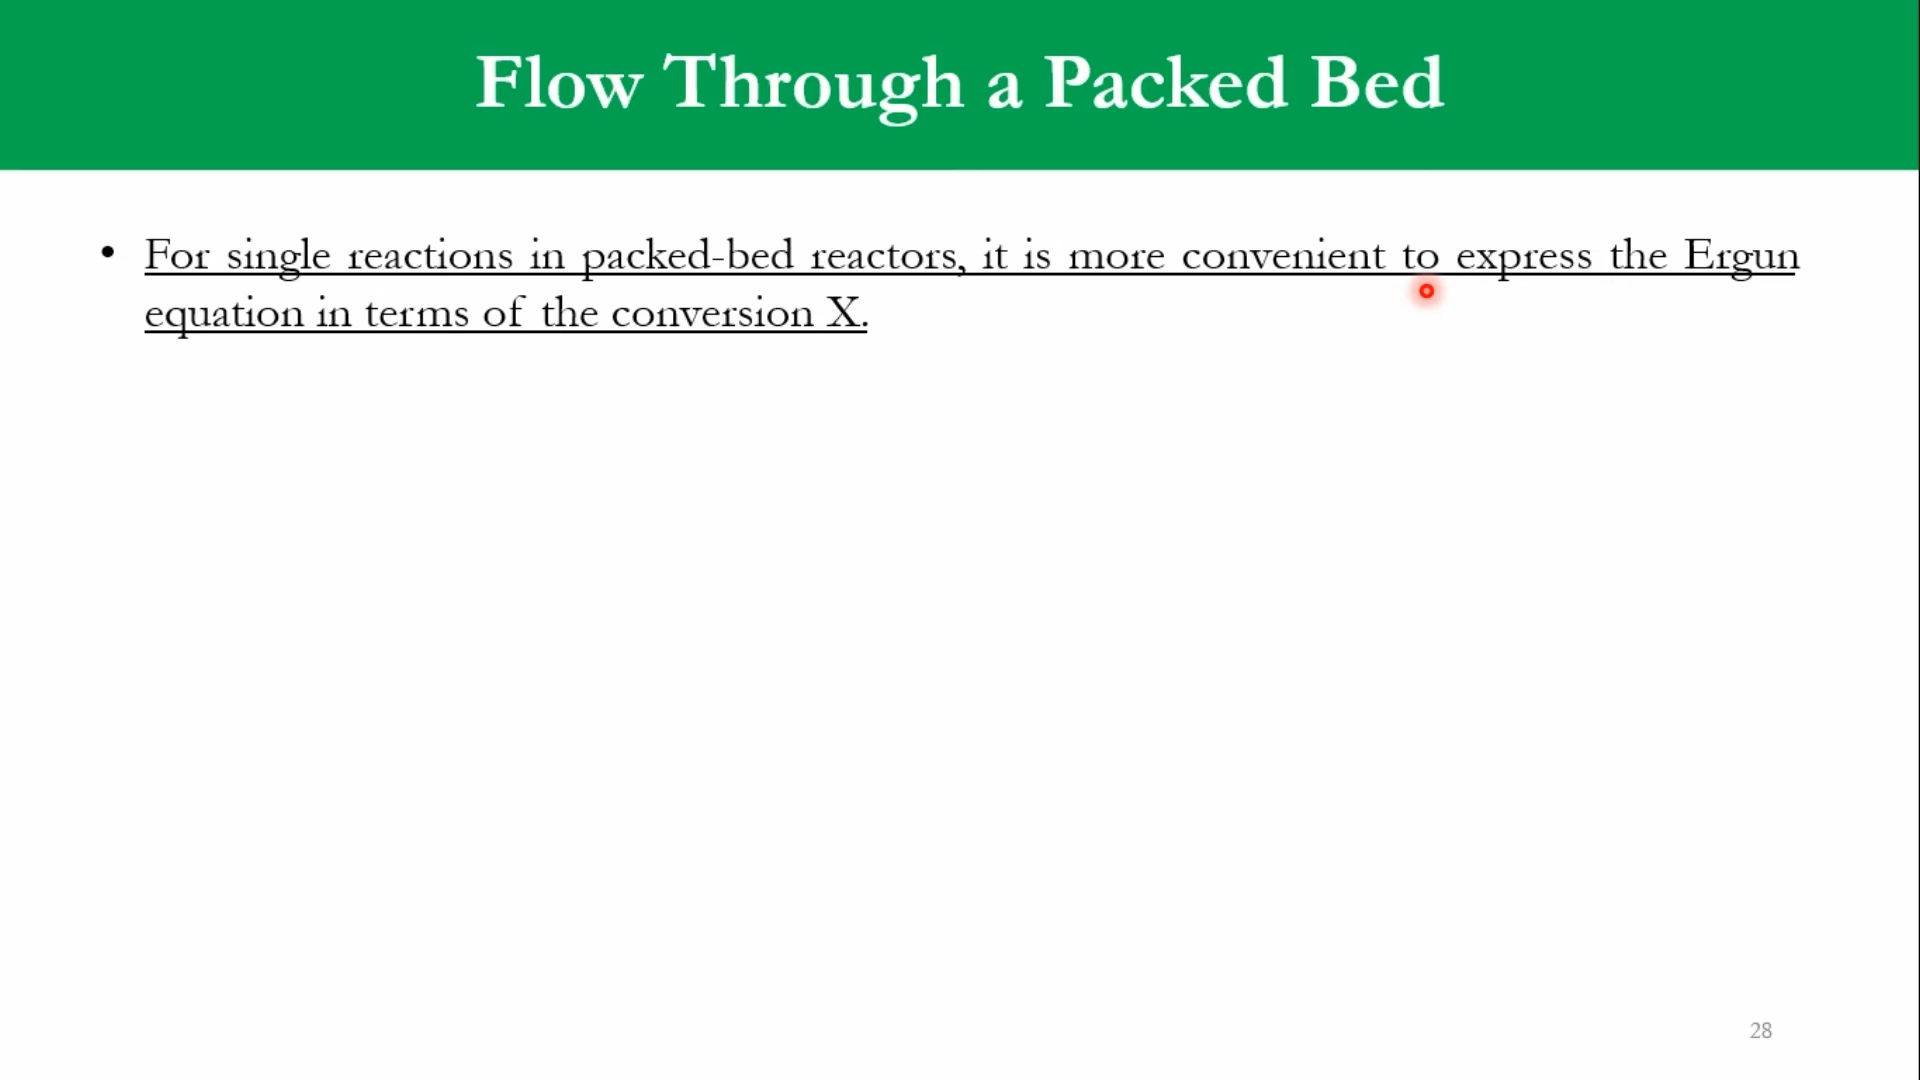 Flow Through a Packed Bed
• For single reactions in packed-bed reactors, it is more convenient to express the Ergun
equation in terms of the conversion X.
28